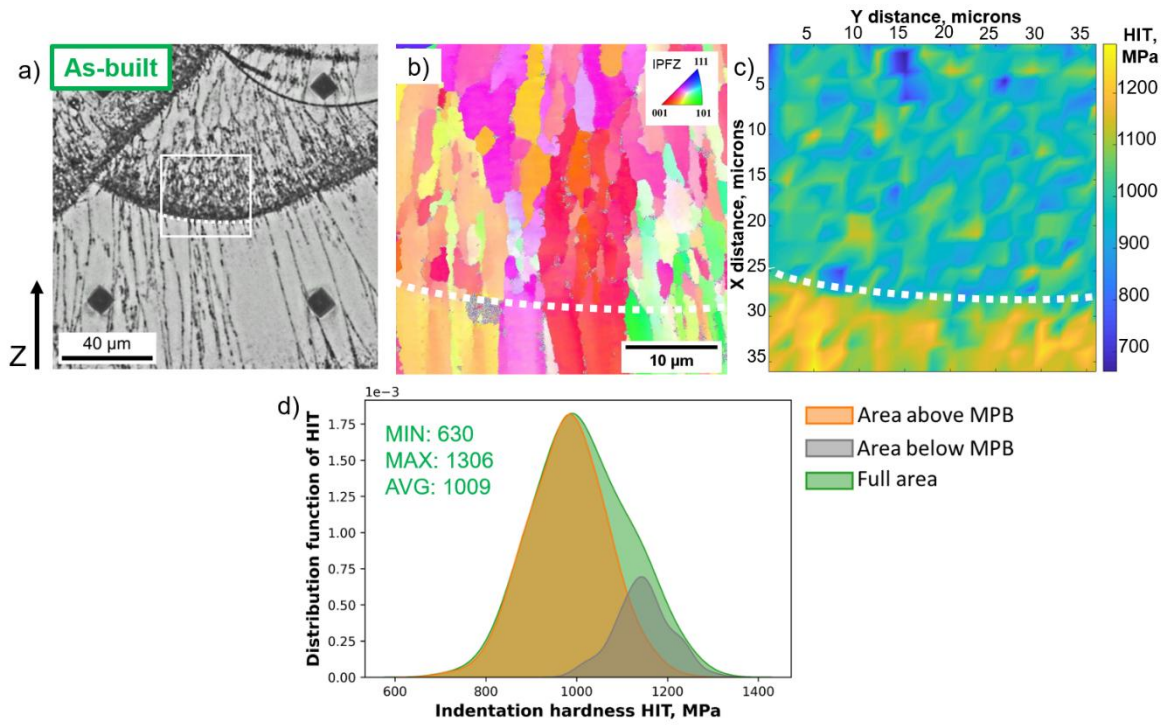 a)
As-built
Z
40 µm
b)
IPFZ
111
001
101
10 µm
c)
Y distance, microns
5 10 15 20 25 30 35
X distance, microns
5
10
15
20
25
30
35
HIT,
MPa
1200
1100
1000
900
800
700
d)
1e−3
Distribution function of HIT
1.75
1.50
1.25
1.00
0.75
0.50
0.25
0.00
MIN: 630
MAX: 1306
AVG: 1009
600 800 1000 1200 1400
Indentation hardness HIT, MPa
Area above MPB
Area below MPB
Full area